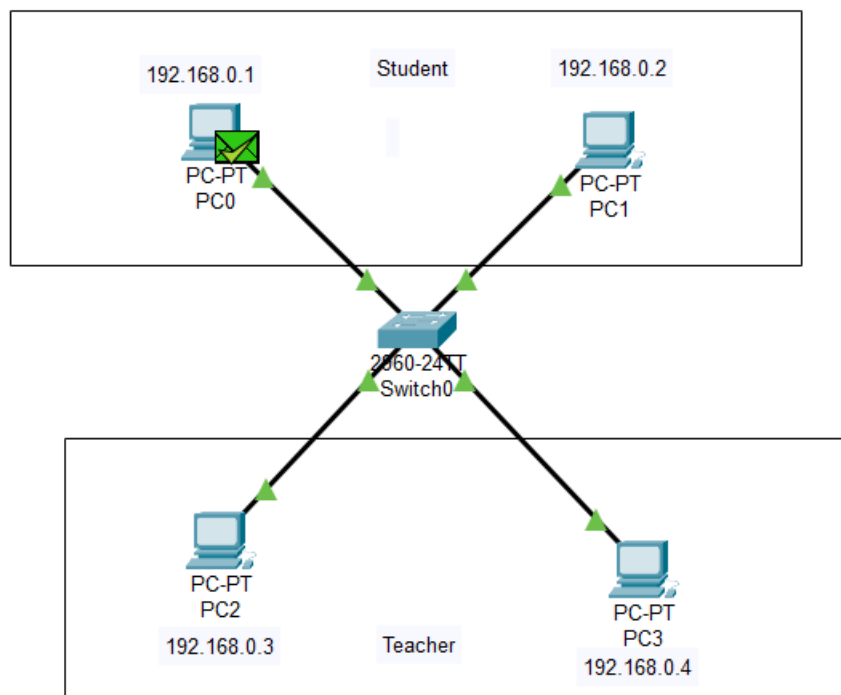 192.168.0.1
Student
192.168.0.2
PC-PT
PC0
PC-PT
PC1
2960-24TT
Switch0
PC-PT
PC2
192.168.0.3
Teacher
PC-PT
PC3
192.168.0.4